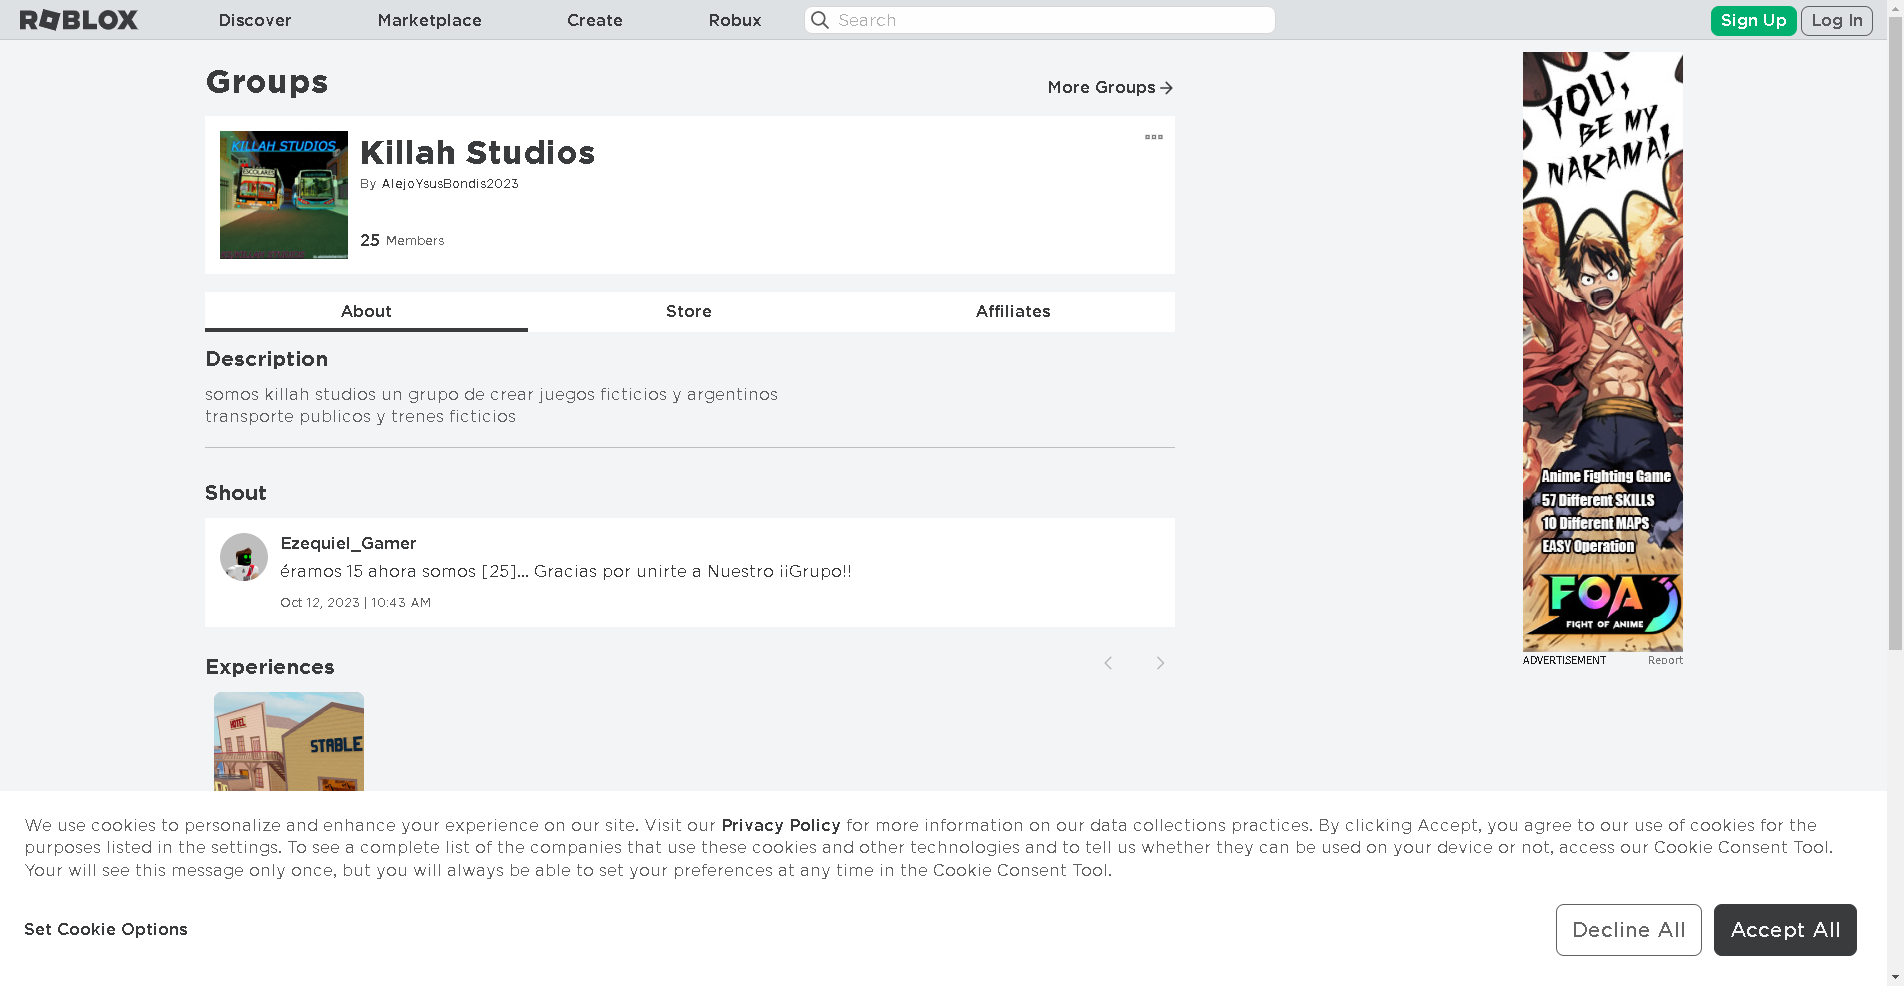 ROBLOX
Discover
Marketplace
Create
Robux
Search
Sign Up
Log In
Groups
More Groups
KILLAH STUDIOS
ESCOLARES
Killah Studios
By AlejoYsusBondis2023
25 Members
About
Store
Affiliates
Description
somos killah studios un grupo de crear juegos ficticios y argentinos
transporte publicos y trenes ficticios
Shout
Ezequiel_Gamer
éramos 15 ahora somos [25]... Gracias por unirte a Nuestro ¡¡Grupo!!
Oct 12, 2023 | 10:43 AM
Experiences
HOTEL
STABLE
YOU,
BE MY
NAKAMA!
Anime Fighting Game
57 Different SKILLS
10 Different MAPS
EASY Operation
FOA
FIGHT OF ANIME
ADVERTISEMENT
Report
We use cookies to personalize and enhance your experience on our site. Visit our Privacy Policy for more information on our data collections practices. By clicking Accept, you agree to our use of cookies for the
purposes listed in the settings. To see a complete list of the companies that use these cookies and other technologies and to tell us whether they can be used on your device or not, access our Cookie Consent Tool.
Your will see this message only once, but you will always be able to set your preferences at any time in the Cookie Consent Tool.
Set Cookie Options
Decline All
Accept All